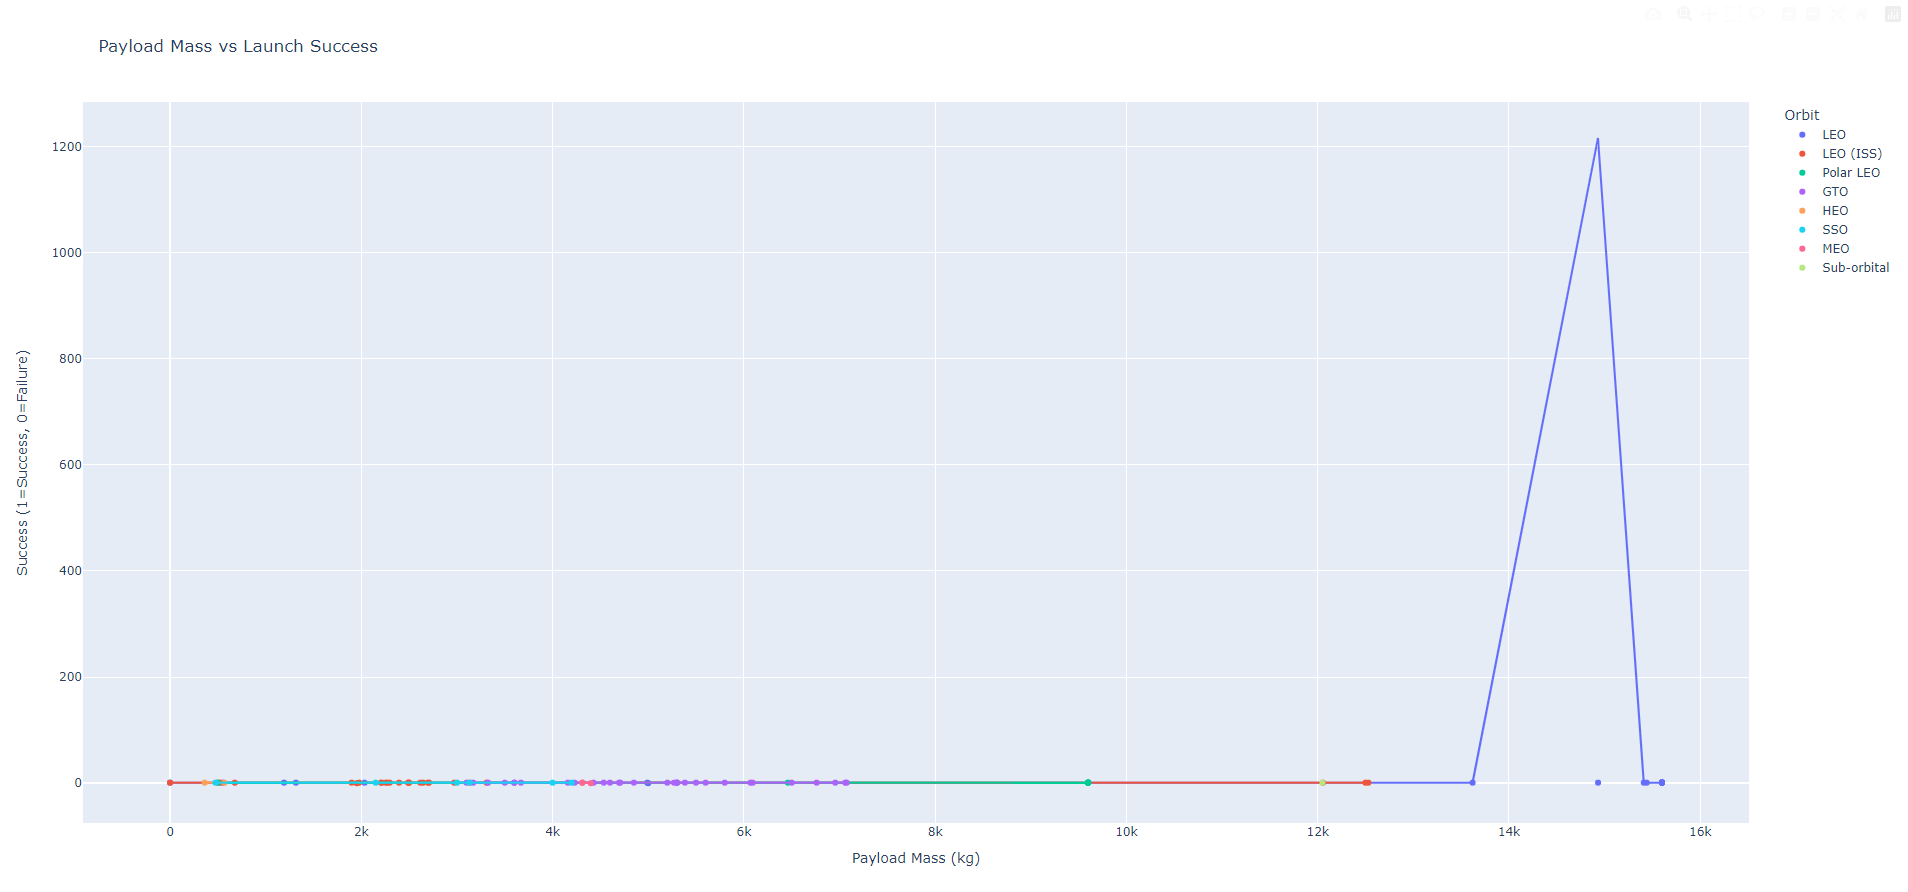 Payload Mass vs Launch Success
Orbit
LEO
LEO (ISS)
Polar LEO
GTO
HEO
SSO
MEO
Sub-orbital
1200
1000
800
600
400
200
0
Success (1=Success, 0=Failure)
0 2k 4k 6k 8k 10k 12k 14k 16k
Payload Mass (kg)